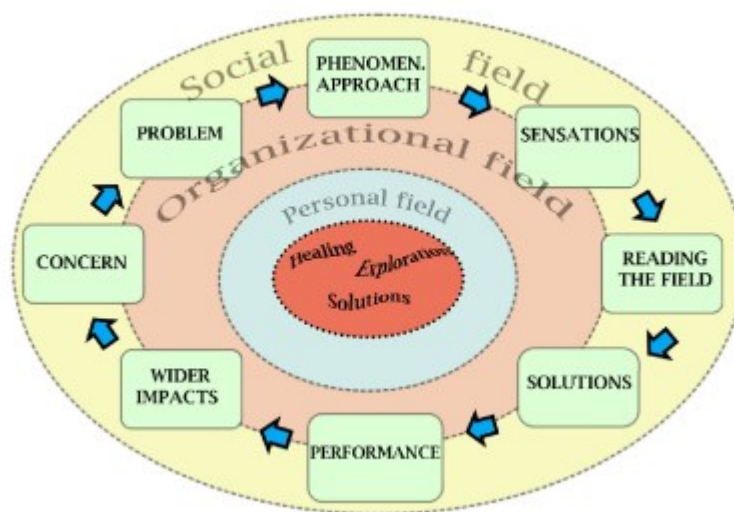 Social field
PHENOMEN.
APPROACH
PROBLEM
SENSATIONS
Organizational field
Personal field
CONCERN
Healing
Explorations
Solutions
READING
THE FIELD
WIDER
IMPACTS
SOLUTIONS
PERFORMANCE